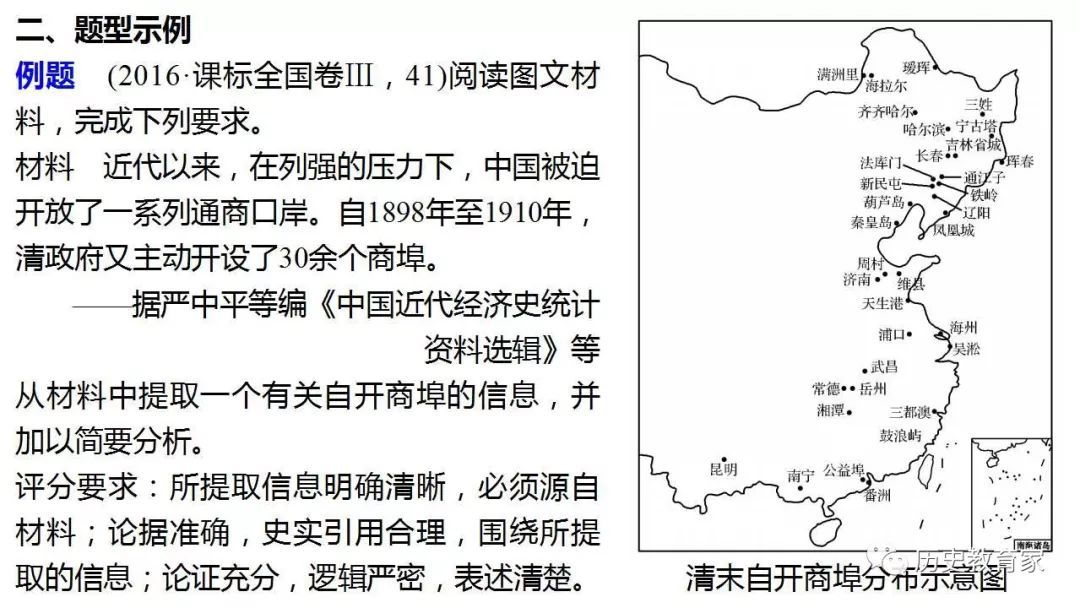 二、题型示例
例题 (2016·课标全国卷Ⅲ，41)阅读图文材
料，完成下列要求。
材料 近代以来，在列强的压力下，中国被迫
开放了一系列通商口岸。自1898年至1910年，
清政府又主动开设了30余个商埠。
——据严中平等编《中国近代经济史统计
资料选辑》等
从材料中提取一个有关自开商埠的信息，并
加以简要分析。
评分要求：所提取信息明确清晰，必须源自
材料；论据准确，史实引用合理，围绕所提
取的信息；论证充分，逻辑严密，表述清楚。
瑷珲
满洲里
海拉尔
齐齐哈尔
三姓
哈尔滨
宁古塔
吉林省城
长春
珲春
法库门
通江子
新民屯
铁岭
葫芦岛
辽阳
秦皇岛
凤凰城
周村
济南
维县
天生港
海州
浦口
吴淞
武昌
常德
岳州
湘潭
三都澳
鼓浪屿
昆明
南宁
公益埠
番洲
南海诸岛
历史教育家
清末自开商埠分布示意图